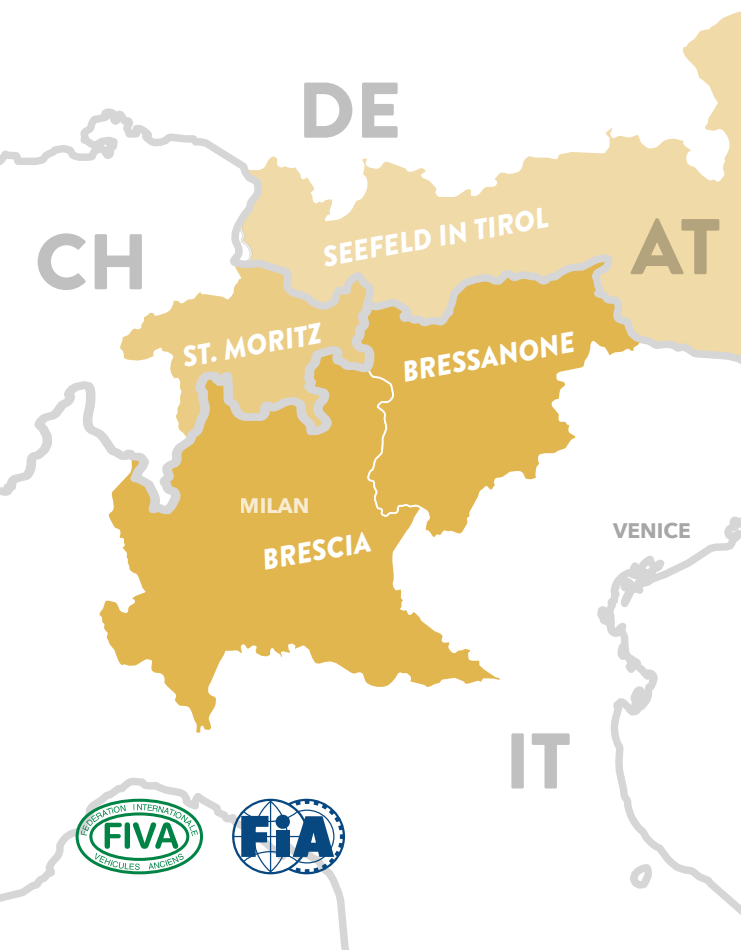 DE
SEEFELD IN TIROL
AT
CH
ST. MORITZ
BRESSANONE
MILAN
VENICE
BRESCIA
IT
FEDERATION INTERNATIONALE
FIVA
VEHICULES ANCIENS
FiA